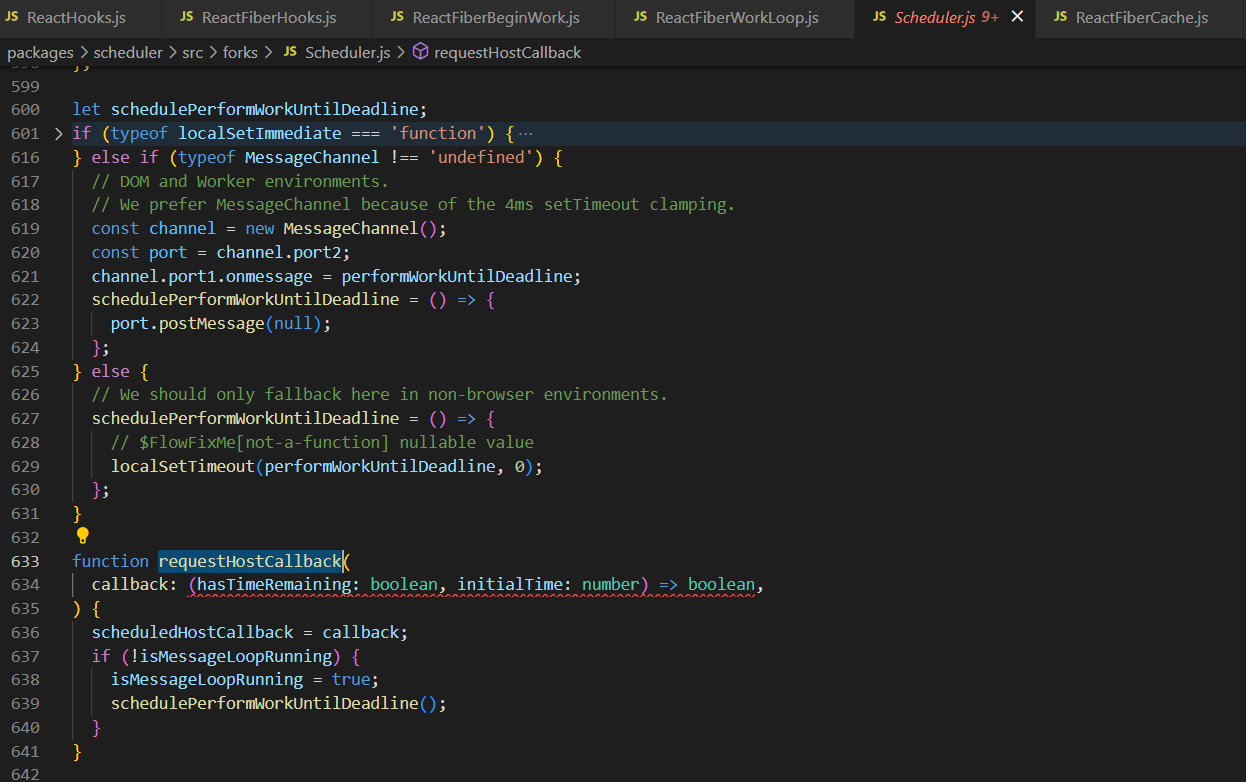 JS ReactHooks.js JS ReactFiberHooks.js JS ReactFiberBeginWork.js JS ReactFiberWorkLoop.js JS Scheduler.js 9+ × JS ReactFiberCache.js
packages > scheduler > src > forks > JS Scheduler.js > requestHostCallback
598 };
599
600 let schedulePerformWorkUntilDeadline;
601 > if (typeof localSetImmediate === 'function') { ···
616 } else if (typeof MessageChannel !== 'undefined') {
617 // DOM and Worker environments.
618 // We prefer MessageChannel because of the 4ms setTimeout clamping.
619 const channel = new MessageChannel();
620 const port = channel.port2;
621 channel.port1.onmessage = performWorkUntilDeadline;
622 schedulePerformWorkUntilDeadline = () => {
623 port.postMessage(null);
624 };
625 } else {
626 // We should only fallback here in non-browser environments.
627 schedulePerformWorkUntilDeadline = () => {
628 // $FlowFixMe[not-a-function] nullable value
629 localSetTimeout(performWorkUntilDeadline, 0);
630 };
631 }
632
633 function requestHostCallback(
634 callback: (hasTimeRemaining: boolean, initialTime: number) => boolean,
635 ) {
636 scheduledHostCallback = callback;
637 if (!isMessageLoopRunning) {
638 isMessageLoopRunning = true;
639 schedulePerformWorkUntilDeadline();
640 }
641 }
642